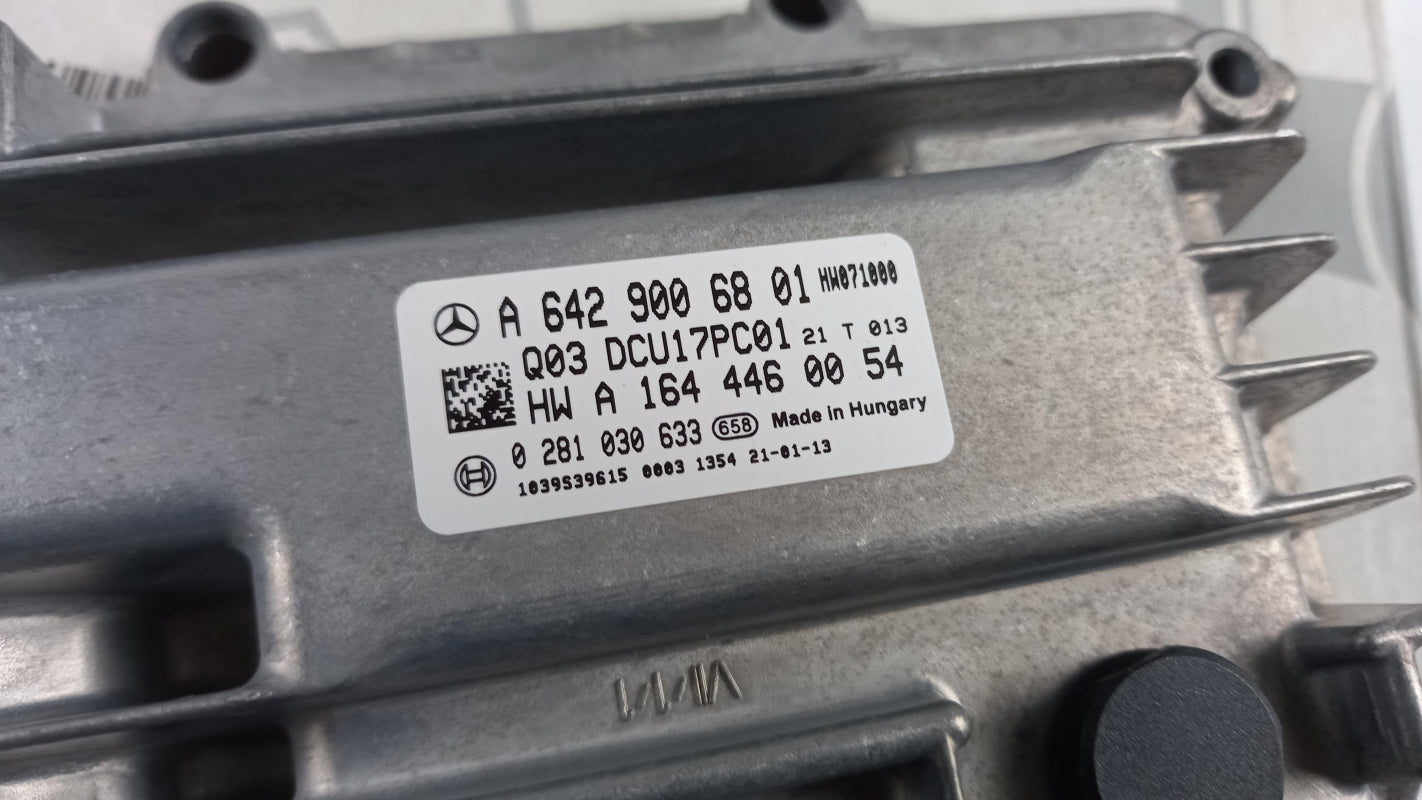 A 642 900 68 01 HW071000
Q03 DCU17PC01 21 T 013
HW A 164 446 00 54
0 281 030 633 658 Made in Hungary
1039S39615 0003 1354 21-01-13